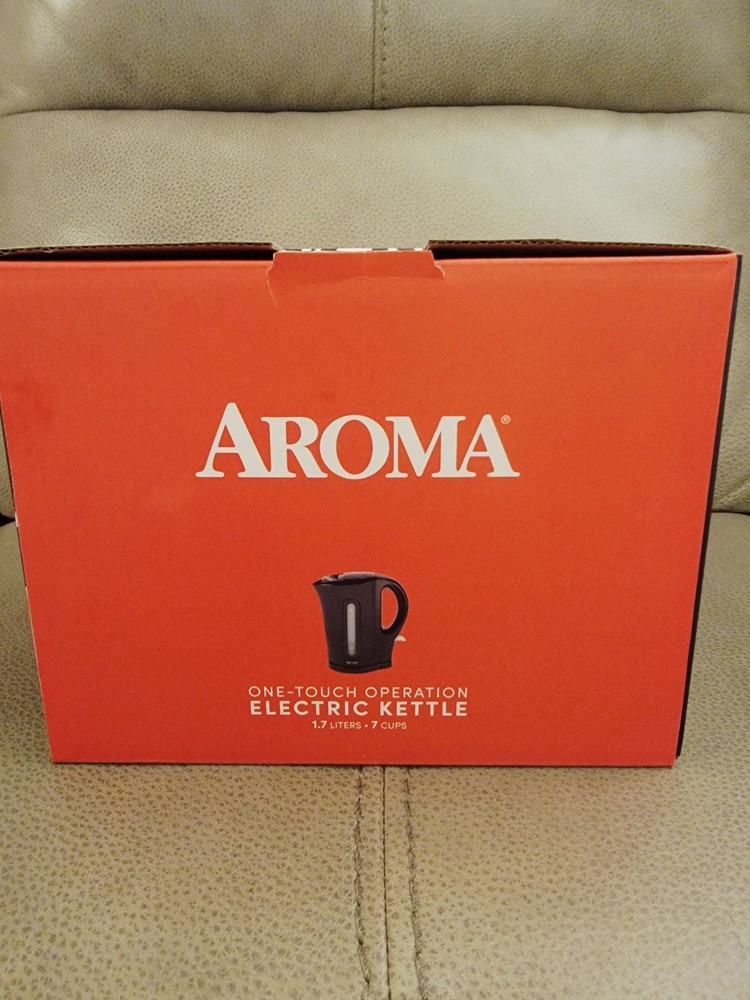 AROMA®
ONE-TOUCH OPERATION
ELECTRIC KETTLE
1.7 LITERS • 7 CUPS